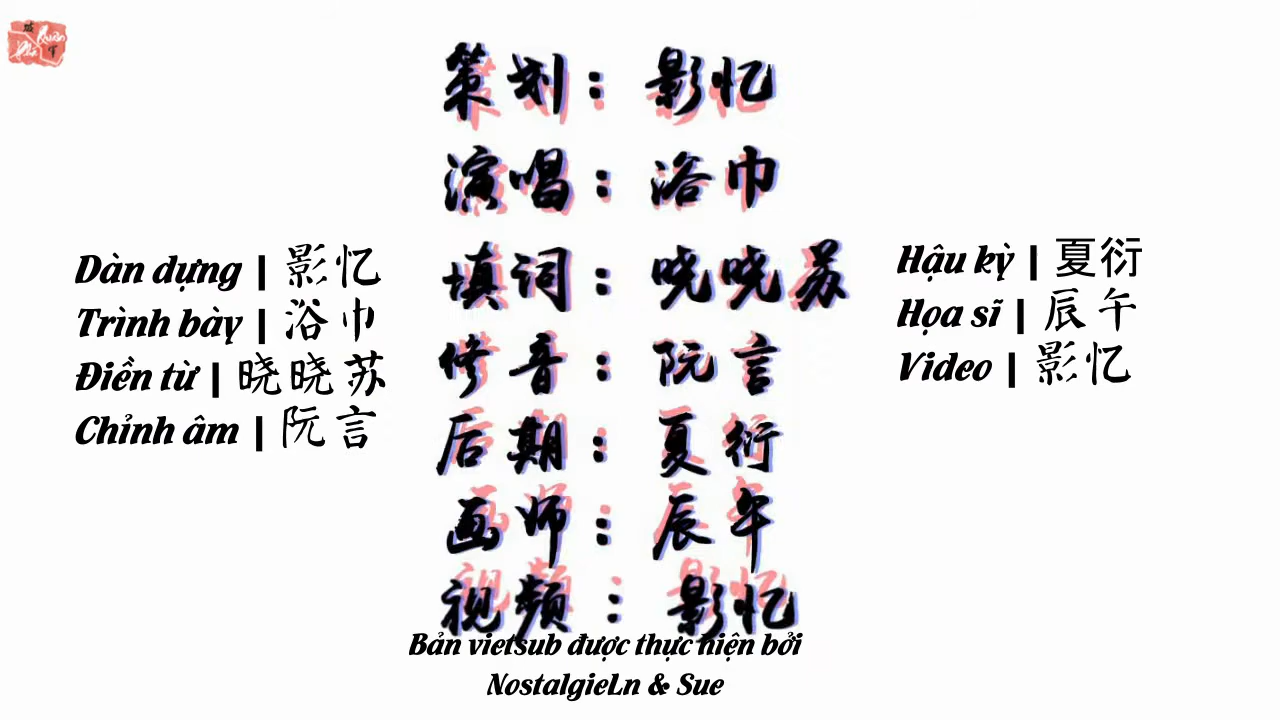 策划：影忆
演唱：浴巾
填词：哓哓苏
修音：阮言
后期：夏衍
画师：辰午
视频：影忆
Dàn dựng | 影忆
Trình bày | 浴巾
Điền từ | 晓晓苏
Chỉnh âm | 阮言
Hậu kỳ | 夏衍
Họa sĩ | 辰午
Video | 影忆
Bản vietsub được thực hiện bởi
NostalgieLn & Sue